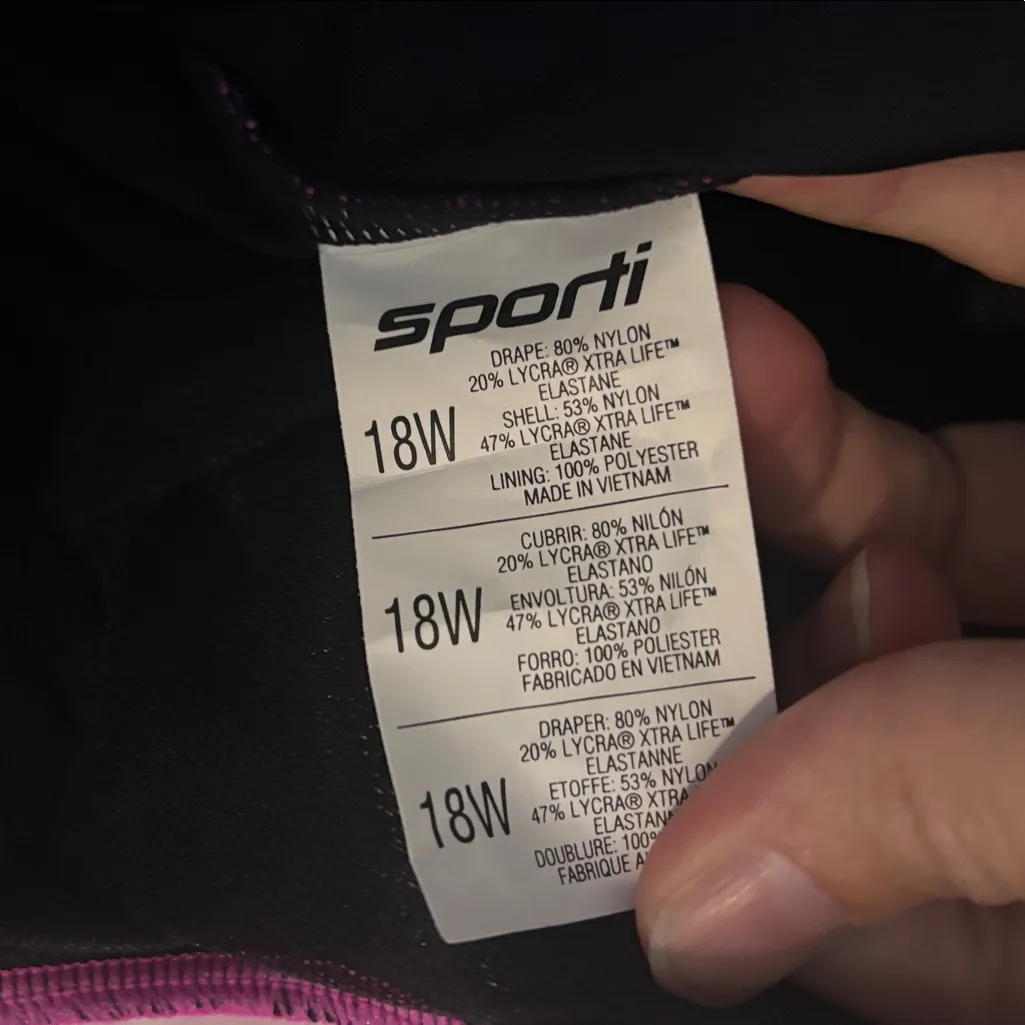 sporti
DRAPE: 80% NYLON
20% LYCRA® XTRA LIFE™
ELASTANE
SHELL: 53% NYLON
18W
47% LYCRA® XTRA LIFE™
ELASTANE
LINING: 100% POLYESTER
MADE IN VIETNAM
CUBRIR: 80% NILÓN
20% LYCRA® XTRA LIFE™
ELASTANO
ENVOLTURA: 53% NILÓN
18W
47% LYCRA® XTRA LIFE™
ELASTANO
FORRO: 100% POLIESTER
FABRICADO EN VIETNAM
DRAPER: 80% NYLON
20% LYCRA® XTRA LIFE™
ELASTANNE
ETOFFE: 53% NYLON
18W
47% LYCRA® XTRA
DOUBLURE: 100%
FABRIQUE